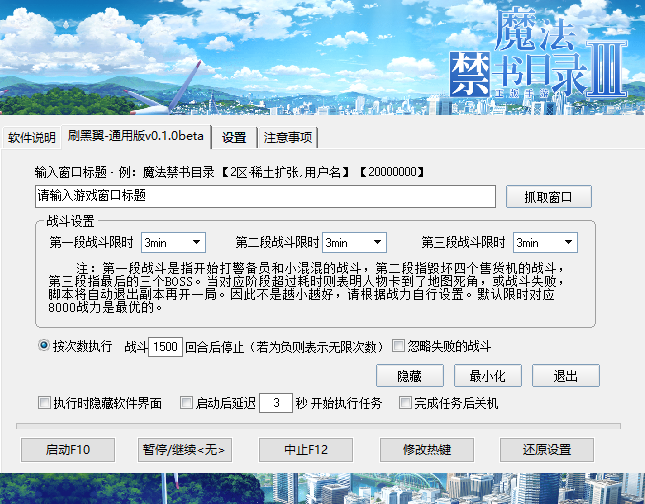 魔法
禁书目录III
软件说明
刷黑翼-通用版v0.1.0beta
设置
注意事项
输入窗口标题 - 例：魔法禁书目录 【2区-稀土扩张,用户名】【20000000】
请输入游戏窗口标题
抓取窗口
战斗设置
第一段战斗限时 3min
第二段战斗限时 3min
第三段战斗限时 3min
注：第一段战斗是指开始打警备员和小混混的战斗，第二段指毁坏四个售货机的战斗，
第三段指最后的三个BOSS。当对应阶段超过耗时则表明人物卡到了地图死角，或战斗失败，
脚本将自动退出副本再开一局。因此不是越小越好，请根据战力自行设置。默认限时对应
8000战力是最优的。
按次数执行 战斗 1500 回合后停止（若为负则表示无限次数） 忽略失败的战斗
隐藏
最小化
退出
执行时隐藏软件界面
启动后延迟 3 秒 开始执行任务
完成任务后关机
启动F10
暂停/继续<无>
中止F12
修改热键
还原设置